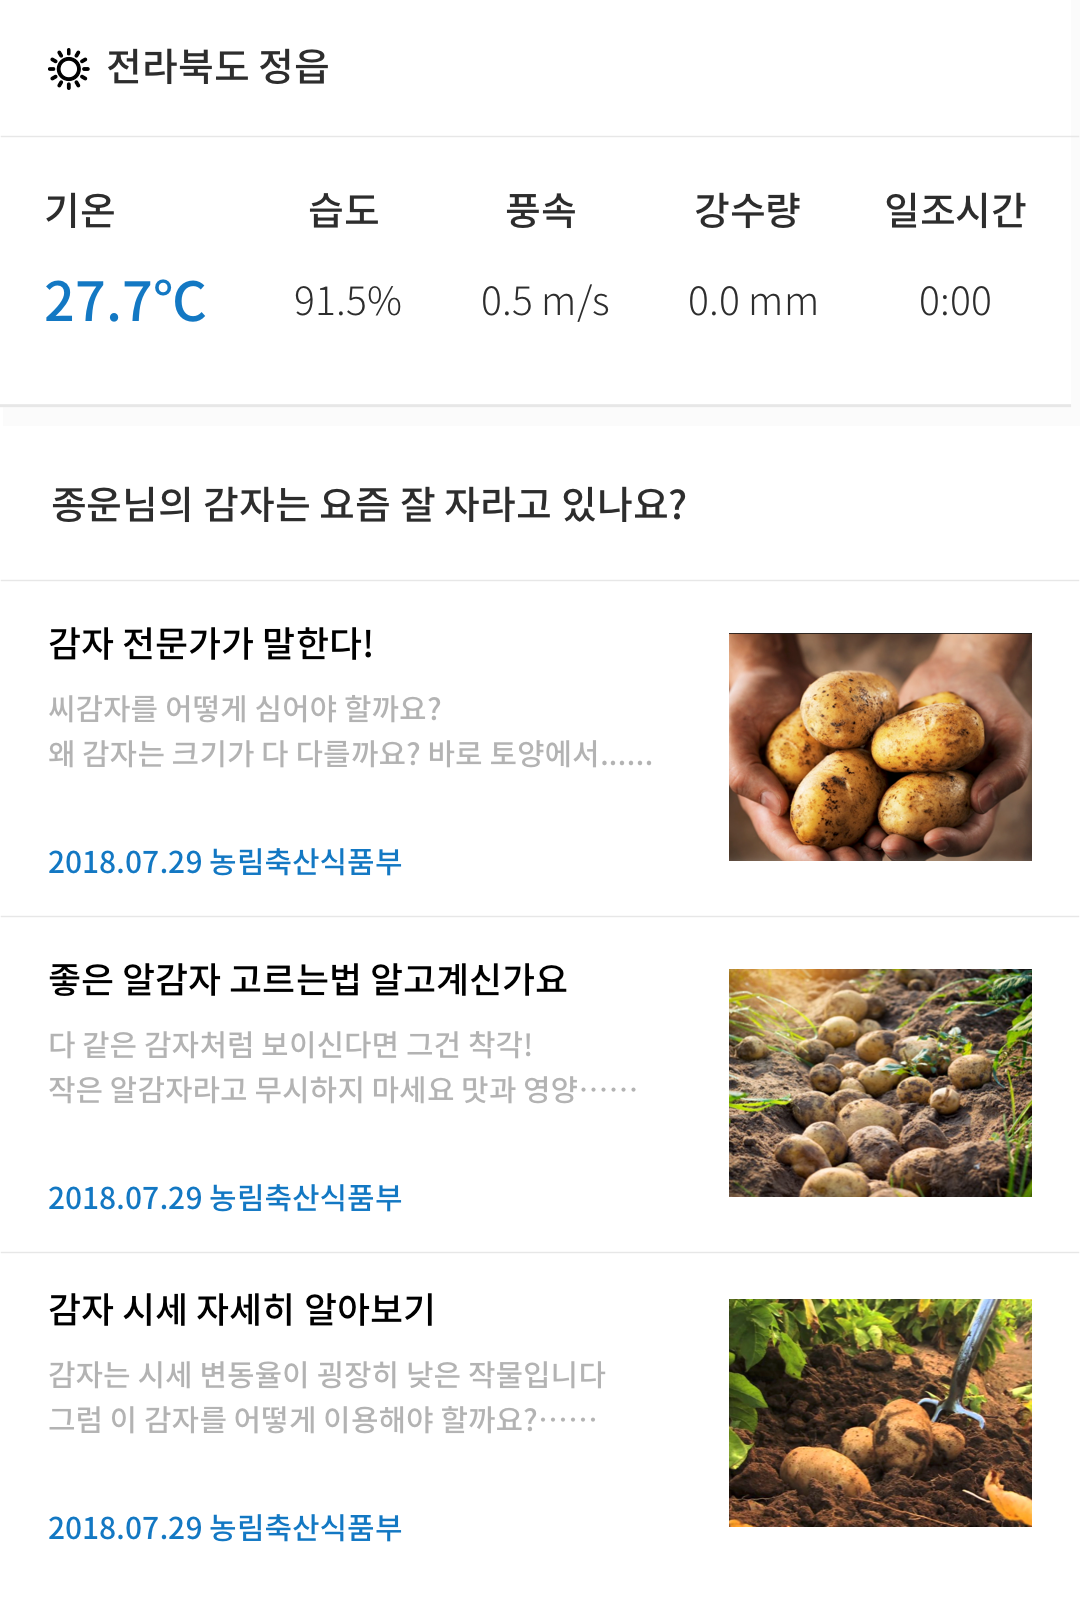 전라북도 정읍
기온 습도 풍속 강수량 일조시간
27.7°C 91.5% 0.5 m/s 0.0 mm 0:00
종운님의 감자는 요즘 잘 자라고 있나요?
감자 전문가가 말한다!
씨감자를 어떻게 심어야 할까요?
왜 감자는 크기가 다 다를까요? 바로 토양에서......
2018.07.29 농림축산식품부
좋은 알감자 고르는법 알고계신가요
다 같은 감자처럼 보이신다면 그건 착각!
작은 알감자라고 무시하지 마세요 맛과 영양⋯⋯
2018.07.29 농림축산식품부
감자 시세 자세히 알아보기
감자는 시세 변동율이 굉장히 낮은 작물입니다
그럼 이 감자를 어떻게 이용해야 할까요?⋯⋯
2018.07.29 농림축산식품부